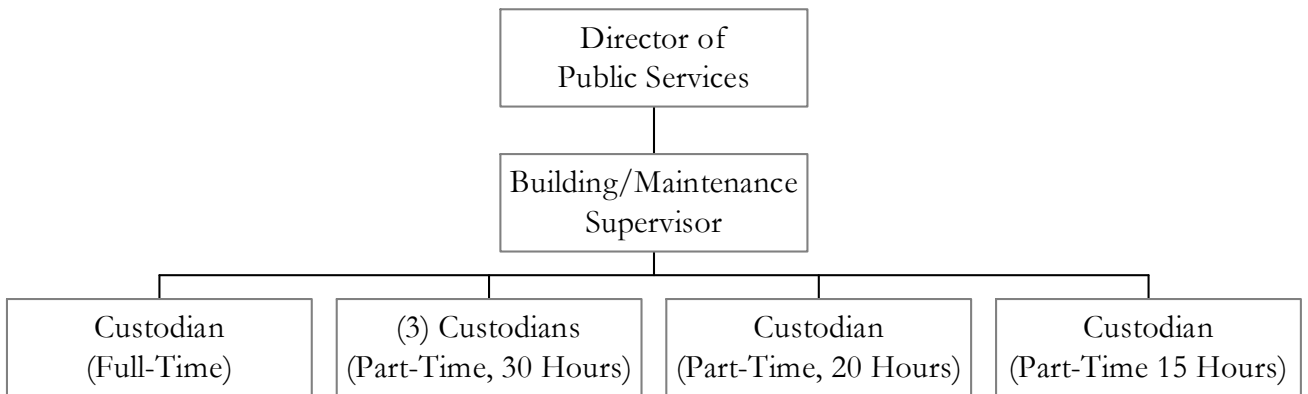 Director of
Public Services
Building/Maintenance
Supervisor
Custodian
(Full-Time)
(3) Custodians
(Part-Time, 30 Hours)
Custodian
(Part-Time, 20 Hours)
Custodian
(Part-Time 15 Hours)